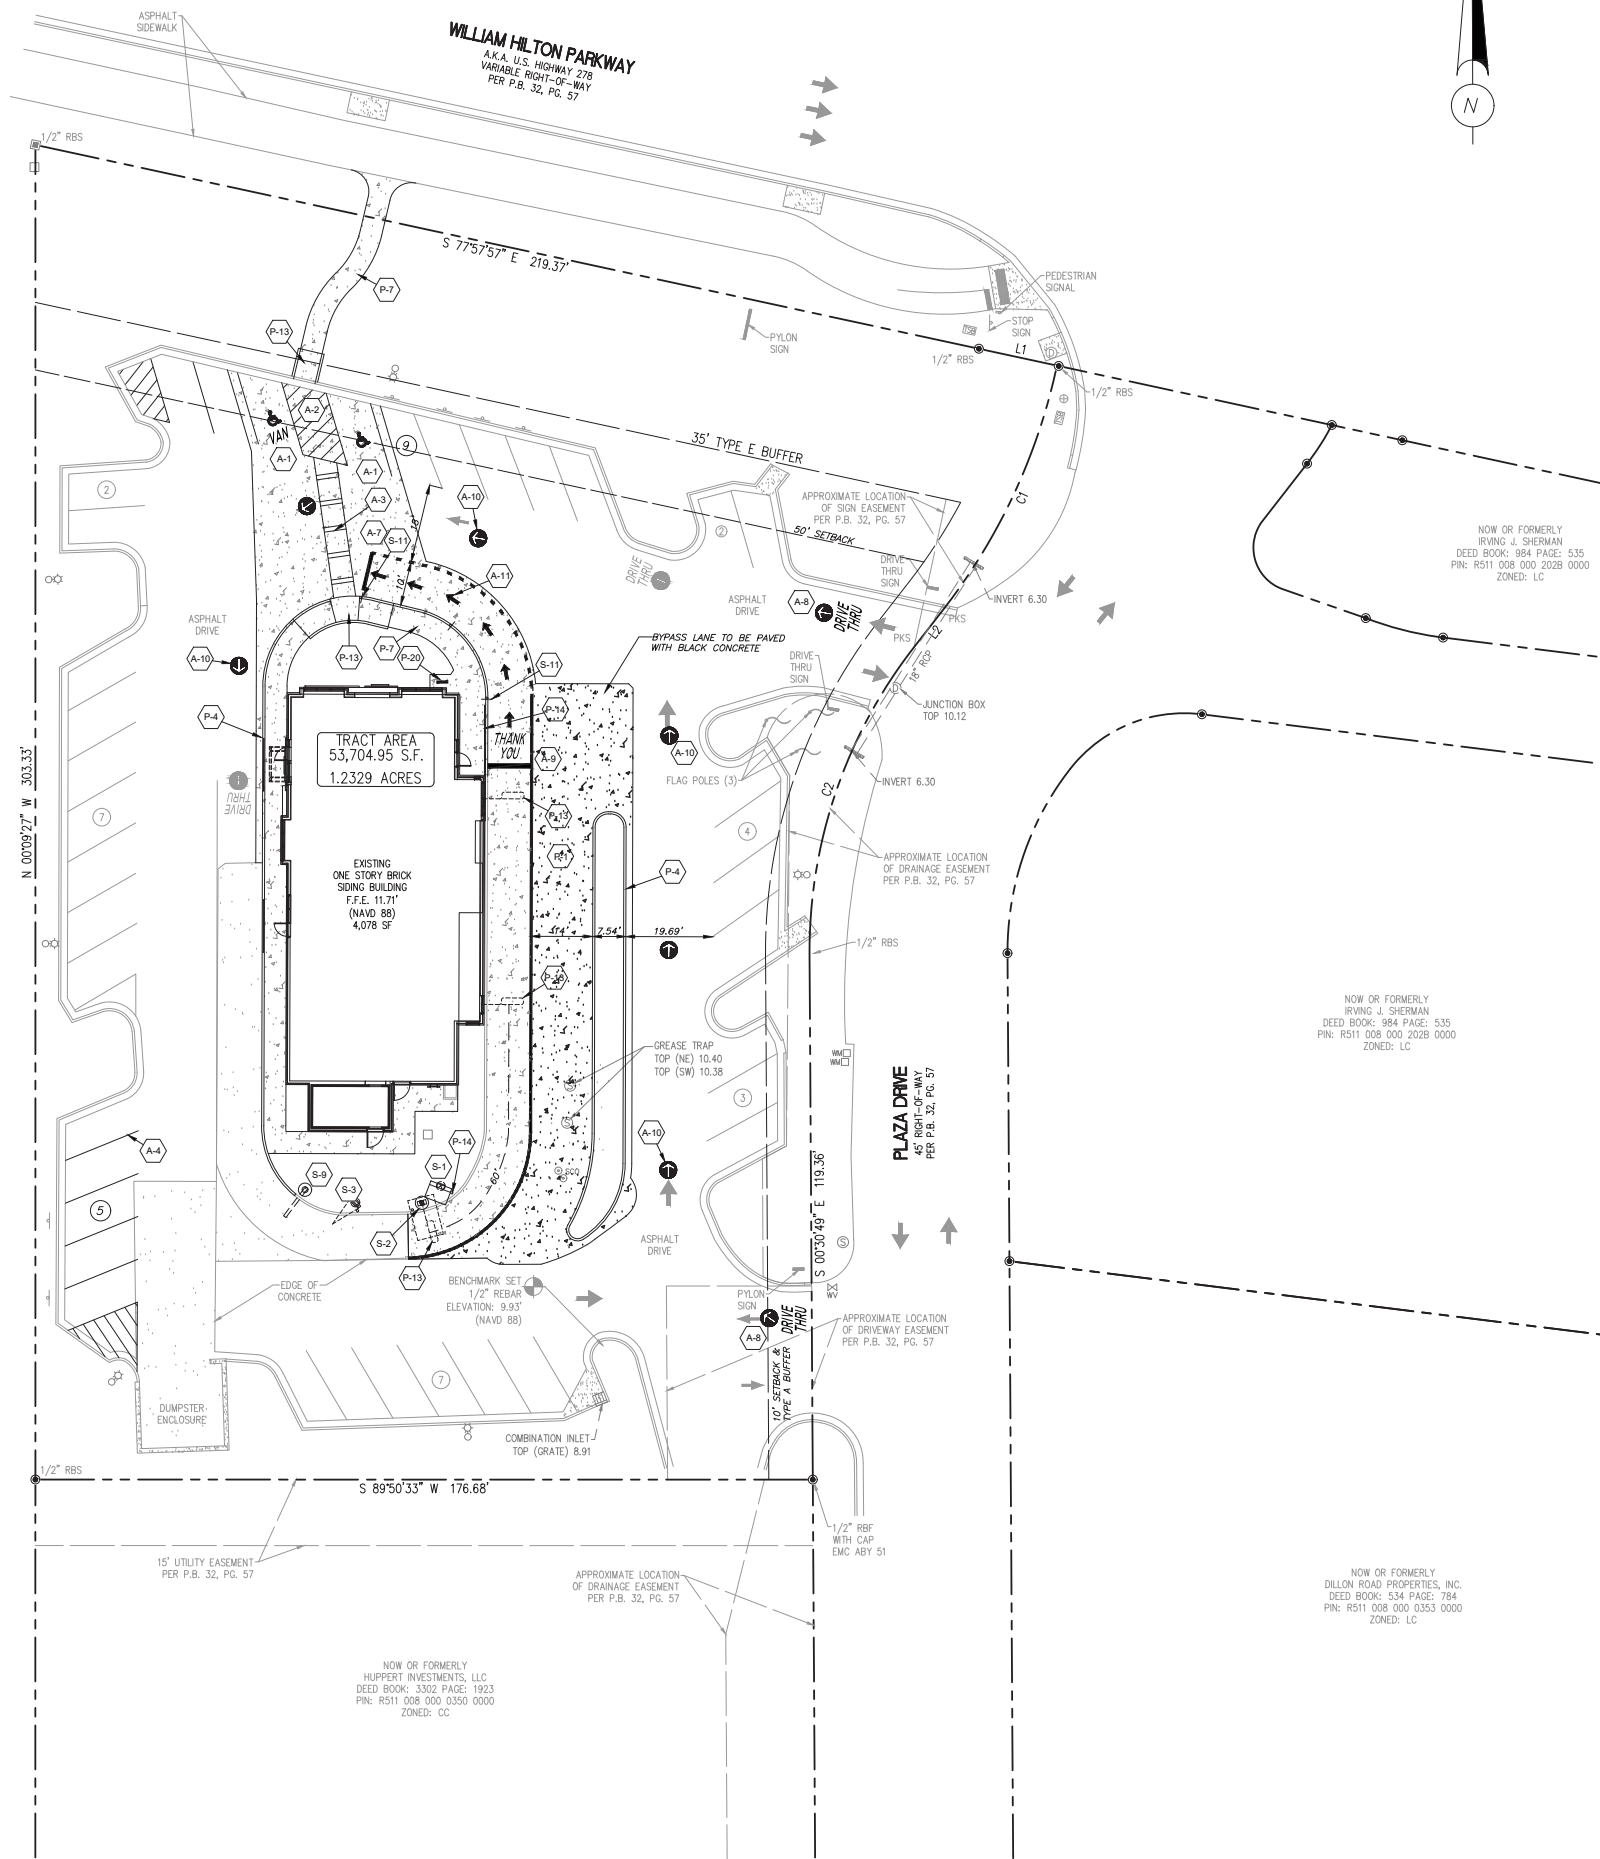 ASPHALT
SIDEWALK
WILLIAM HILTON PARKWAY
A.K.A. U.S. HIGHWAY 278
VARIABLE RIGHT-OF-WAY
PER P.B. 32, PG. 57
N
1/2" RBS
S 77°57'57" E 219.37'
P-7
PEDESTRIAN
SIGNAL
STOP
SIGN
TSB
P-13
PYLON
SIGN
1/2" RBS
L1
D
1/2" RBS
TSB
A-2
VAN
A-1
9
A-1
35' TYPE E BUFFER
2
A-3
A-10
18'
APPROXIMATE LOCATION
OF SIGN EASEMENT
PER P.B. 32, PG. 57
C1
A-7
S-11
2
50' SETBACK
NOW OR FORMERLY
IRVING J. SHERMAN
DEED BOOK: 984 PAGE: 535
PIN: R511 008 000 202B 0000
ZONED: LC
DRIVE
THRU
DRIVE
THRU
SIGN
10'
A-11
INVERT 6.30
ASPHALT
DRIVE
A-8
DRIVE
THRU
PKS
PKS
L2
ASPHALT
DRIVE
BYPASS LANE TO BE PAVED
WITH BLACK CONCRETE
A-10
P-13
P-7
P-20
S-11
DRIVE
THRU
SIGN
18" RCP
D
JUNCTION BOX
TOP 10.12
P-4
P-14
THANK
YOU
TRACT AREA
53,704.95 S.F.
1.2329 ACRES
A-9
A-10
FLAG POLES (3)
INVERT 6.30
C2
DRIVE
THRU
N 00°09'27" W 303.33'
7
P-13
4
P-1
APPROXIMATE LOCATION
OF DRAINAGE EASEMENT
PER P.B. 32, PG. 57
EXISTING
ONE STORY BRICK
SIDING BUILDING
F.F.E. 11.71'
(NAVD 88)
4,078 SF
P-4
7.54'
19.69'
1/2" RBS
P-13
NOW OR FORMERLY
IRVING J. SHERMAN
DEED BOOK: 984 PAGE: 535
PIN: R511 008 000 202B 0000
ZONED: LC
GREASE TRAP
TOP (NE) 10.40
TOP (SW) 10.38
WM
WM
S
S
3
PLAZA DRIVE
45' RIGHT-OF-WAY
PER P.B. 32, PG. 57
A-4
P-14
A-10
S-1
S-9
S-3
SCO
60'
5
S-2
P-13
S
S 00°30'49" E 119.36'
ASPHALT
DRIVE
EDGE OF
CONCRETE
BENCHMARK SET
1/2" REBAR
ELEVATION: 9.93'
(NAVD 88)
PYLON
SIGN
WV
DRIVE
THRU
A-8
APPROXIMATE LOCATION
OF DRIVEWAY EASEMENT
PER P.B. 32, PG. 57
10' SETBACK &
TYPE A BUFFER
7
DUMPSTER
ENCLOSURE
COMBINATION INLET
TOP (GRATE) 8.91
1/2" RBS
S 89°50'33" W 176.68'
1/2" RBF
WITH CAP
EMC ABY 51
15' UTILITY EASEMENT
PER P.B. 32, PG. 57
APPROXIMATE LOCATION
OF DRAINAGE EASEMENT
PER P.B. 32, PG. 57
NOW OR FORMERLY
DILLON ROAD PROPERTIES, INC.
DEED BOOK: 534 PAGE: 784
PIN: R511 008 000 0353 0000
ZONED: LC
NOW OR FORMERLY
HUPPERT INVESTMENTS, LLC
DEED BOOK: 3302 PAGE: 1923
PIN: R511 008 000 0350 0000
ZONED: CC